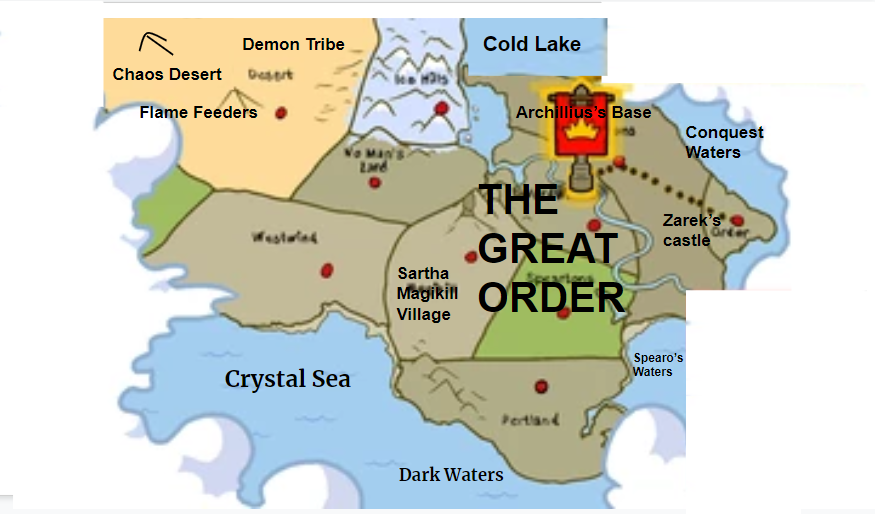 Demon Tribe
Cold Lake
Chaos Desert
Desert
Ice Hills
Flame Feeders
Archillius's Base
Conquest
Waters
No Man's
Land
THE
GREAT
ORDER
Zarek's
castle
Order
Westwind
Sartha
Magikill
Village
Speartons
Spearo's
Waters
Crystal Sea
Portland
Dark Waters